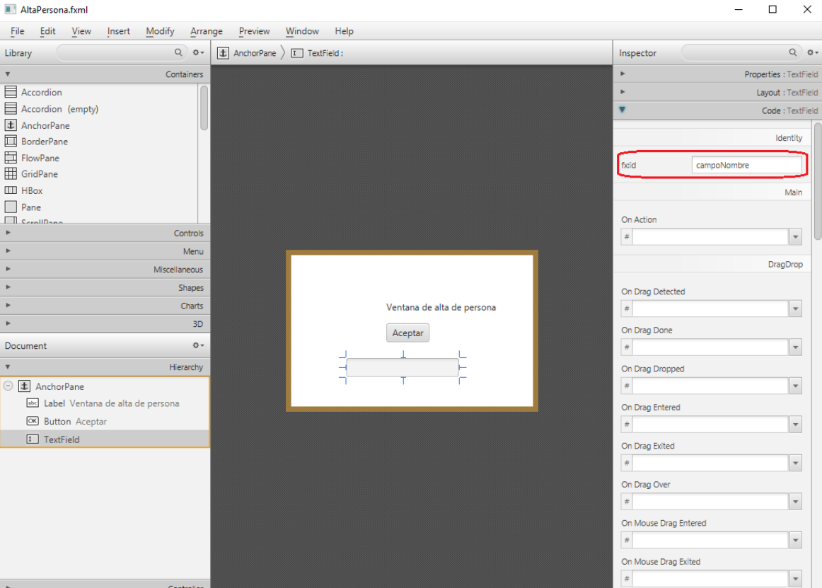 AltaPersona.fxml
File Edit View Insert Modify Arrange Preview Window Help
Library
AnchorPane TextField :
Inspector
Containers
Accordion
Accordion (empty)
AnchorPane
BorderPane
FlowPane
GridPane
HBox
Pane
ScrollPane
Controls
Menu
Miscellaneous
Shapes
Charts
3D
Document
Hierarchy
AnchorPane
abc Label Ventana de alta de persona
OK Button Aceptar
TextField
Controller
Ventana de alta de persona
Aceptar
Properties : TextField
Layout : TextField
Code : TextField
Identity
fx:id campoNombre
Main
On Action
#
DragDrop
On Drag Detected
#
On Drag Done
#
On Drag Dropped
#
On Drag Entered
#
On Drag Exited
#
On Drag Over
#
On Mouse Drag Entered
#
On Mouse Drag Exited
#